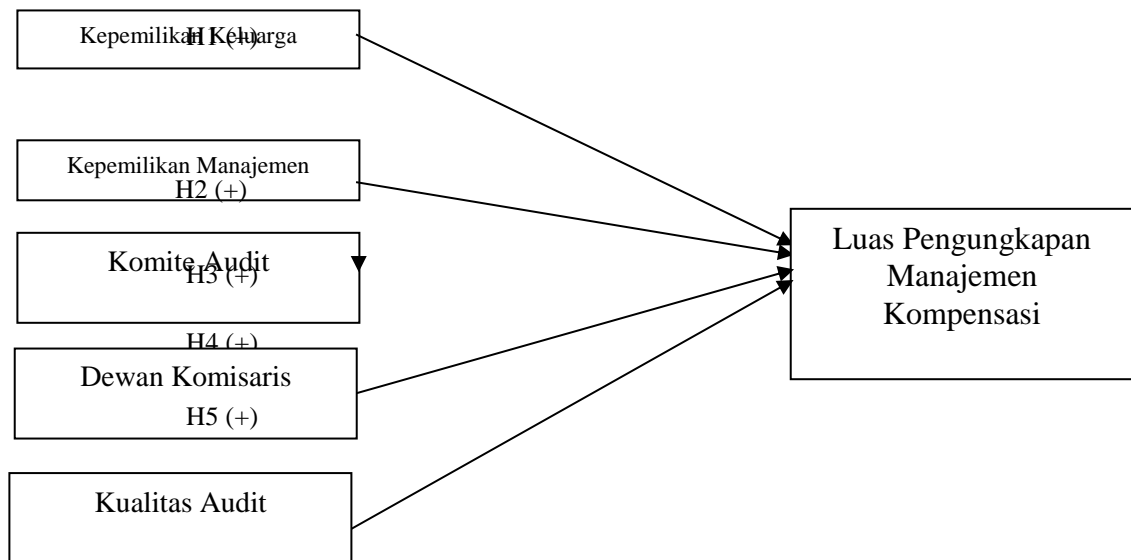 Kepemilikan Keluarga
H1 (+)
Kepemilikan Manajemen
H2 (+)
Komite Audit
H3 (+)
H4 (+)
Dewan Komisaris
H5 (+)
Kualitas Audit
Luas Pengungkapan
Manajemen
Kompensasi